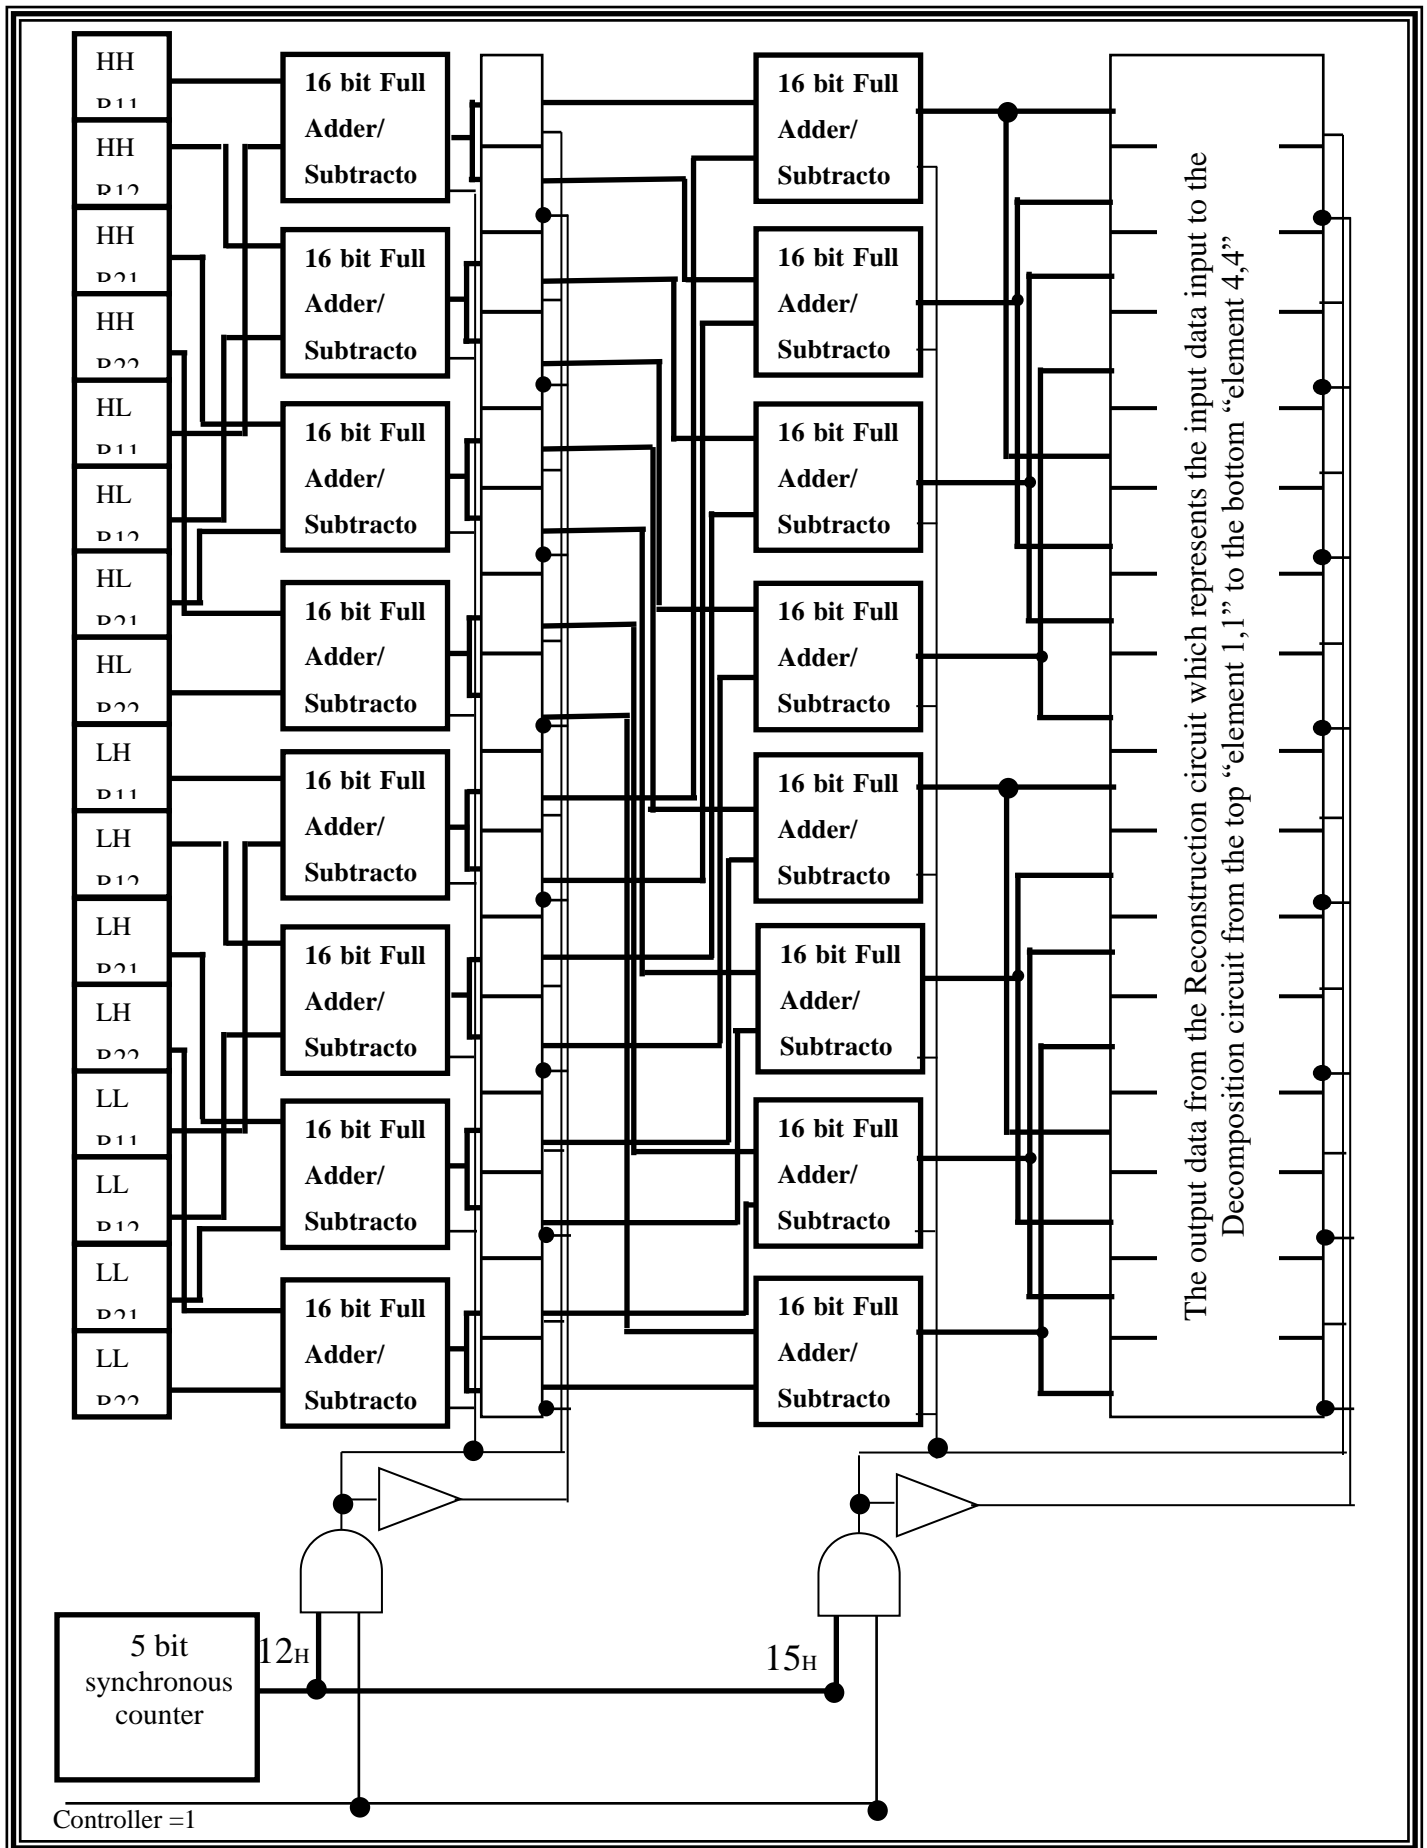 HH
HH
HH
HH
HL
HL
HL
HL
LH
LH
LH
LH
LL
LL
LL
LL
16 bit Full
Adder/
Subtracto
16 bit Full
Adder/
Subtracto
16 bit Full
Adder/
Subtracto
16 bit Full
Adder/
Subtracto
16 bit Full
Adder/
Subtracto
16 bit Full
Adder/
Subtracto
16 bit Full
Adder/
Subtracto
16 bit Full
Adder/
Subtracto
16 bit Full
Adder/
Subtracto
16 bit Full
Adder/
Subtracto
16 bit Full
Adder/
Subtracto
16 bit Full
Adder/
Subtracto
16 bit Full
Adder/
Subtracto
16 bit Full
Adder/
Subtracto
16 bit Full
Adder/
Subtracto
16 bit Full
Adder/
Subtracto
The output data from the Reconstruction circuit which represents the input data input to the
Decomposition circuit from the top “element 1,1” to the bottom “element 4,4”
5 bit
synchronous
counter
12H
15H
Controller =1